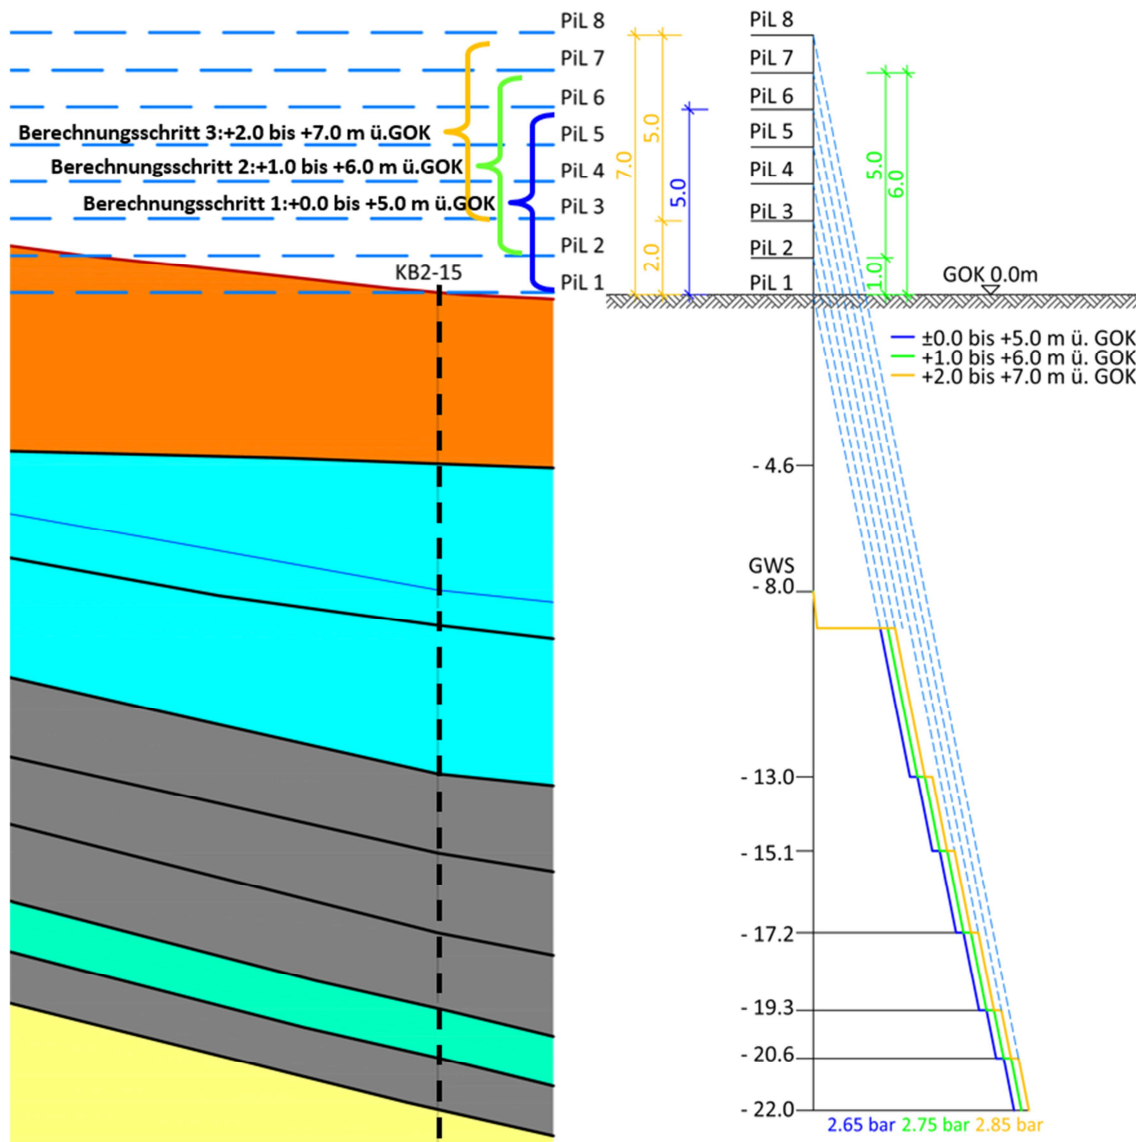 PiL 8
PiL 7
PiL 6
Berechnungsschritt 3:+2.0 bis +7.0 m ü.GOK
PiL 5
Berechnungsschritt 2:+1.0 bis +6.0 m ü.GOK
PiL 4
Berechnungsschritt 1:+0.0 bis +5.0 m ü.GOK
PiL 3
PiL 2
KB2-15
PiL 1
7.0
5.0
2.0
5.0
PiL 8
PiL 7
PiL 6
PiL 5
PiL 4
PiL 3
PiL 2
PiL 1
5.0
6.0
1.0
GOK 0.0m
±0.0 bis +5.0 m ü. GOK
+1.0 bis +6.0 m ü. GOK
+2.0 bis +7.0 m ü. GOK
- 4.6
GWS
- 8.0
- 13.0
- 15.1
- 17.2
- 19.3
- 20.6
- 22.0
2.65 bar 2.75 bar 2.85 bar